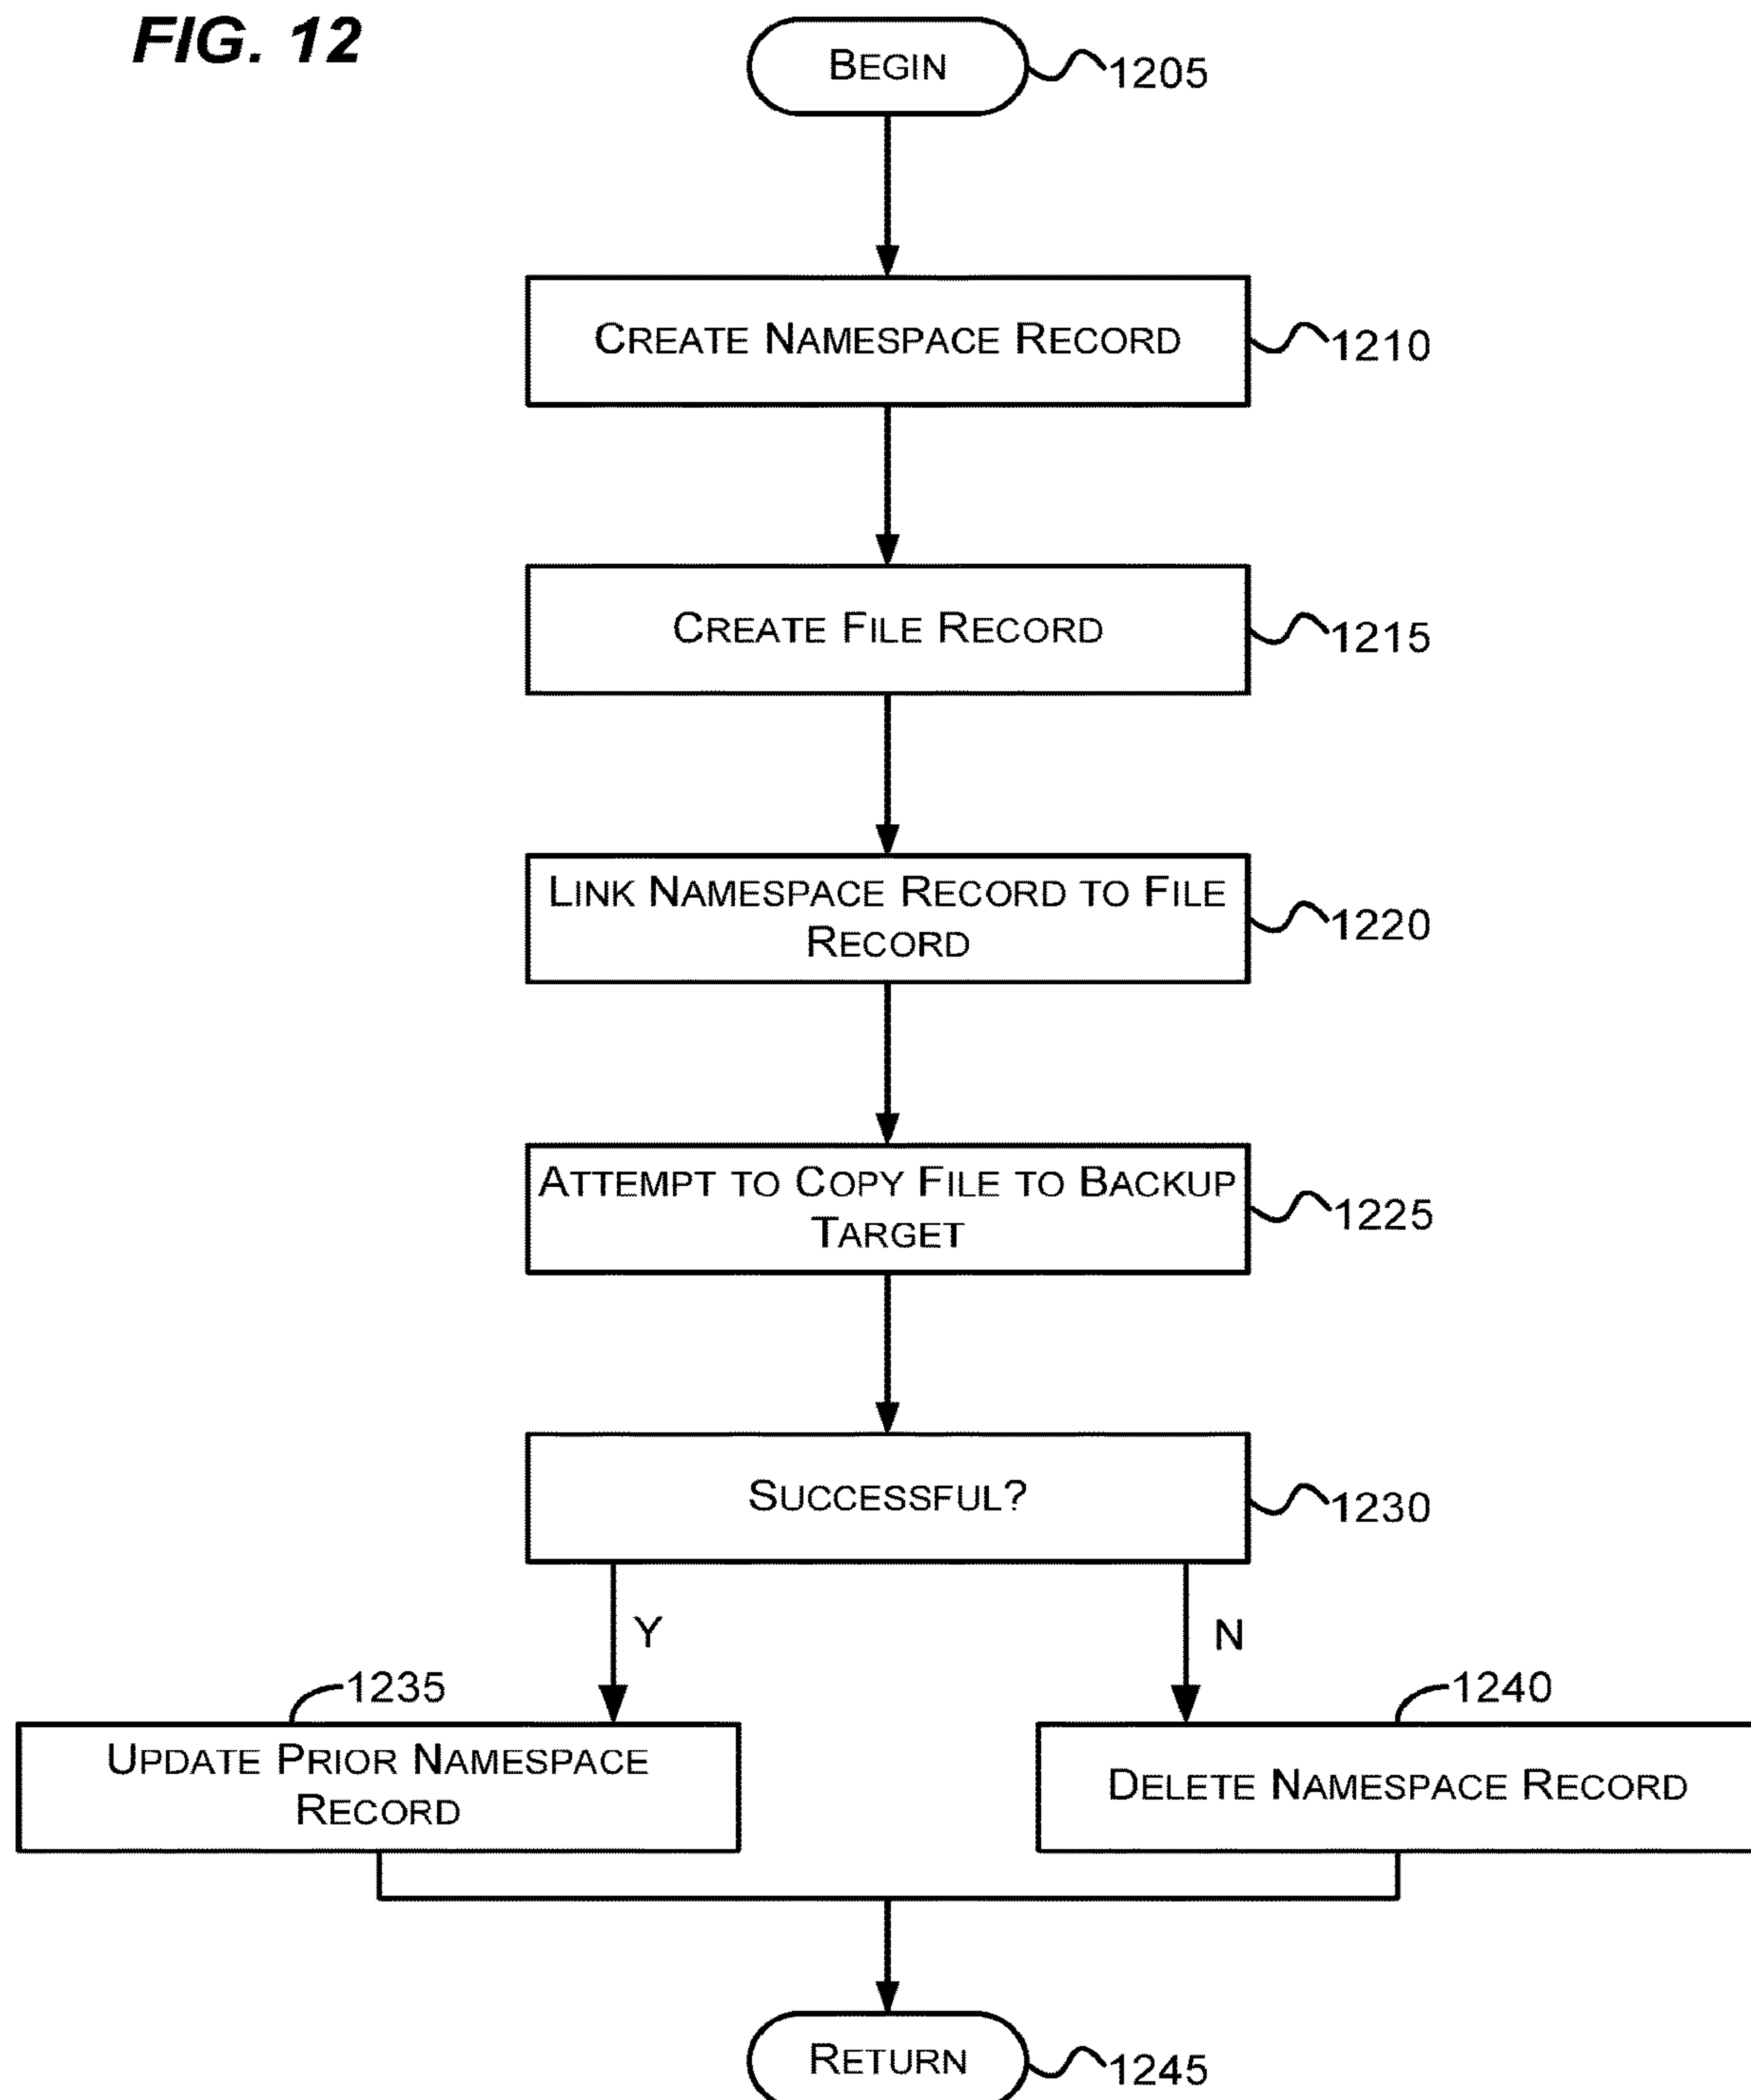 FIG. 12
BEGIN
1205
CREATE NAMESPACE RECORD
1210
CREATE FILE RECORD
1215
LINK NAMESPACE RECORD TO FILE
RECORD
1220
ATTEMPT TO COPY FILE TO BACKUP
TARGET
1225
SUCCESSFUL?
1230
Y
N
1235
1240
UPDATE PRIOR NAMESPACE
RECORD
DELETE NAMESPACE RECORD
RETURN
1245